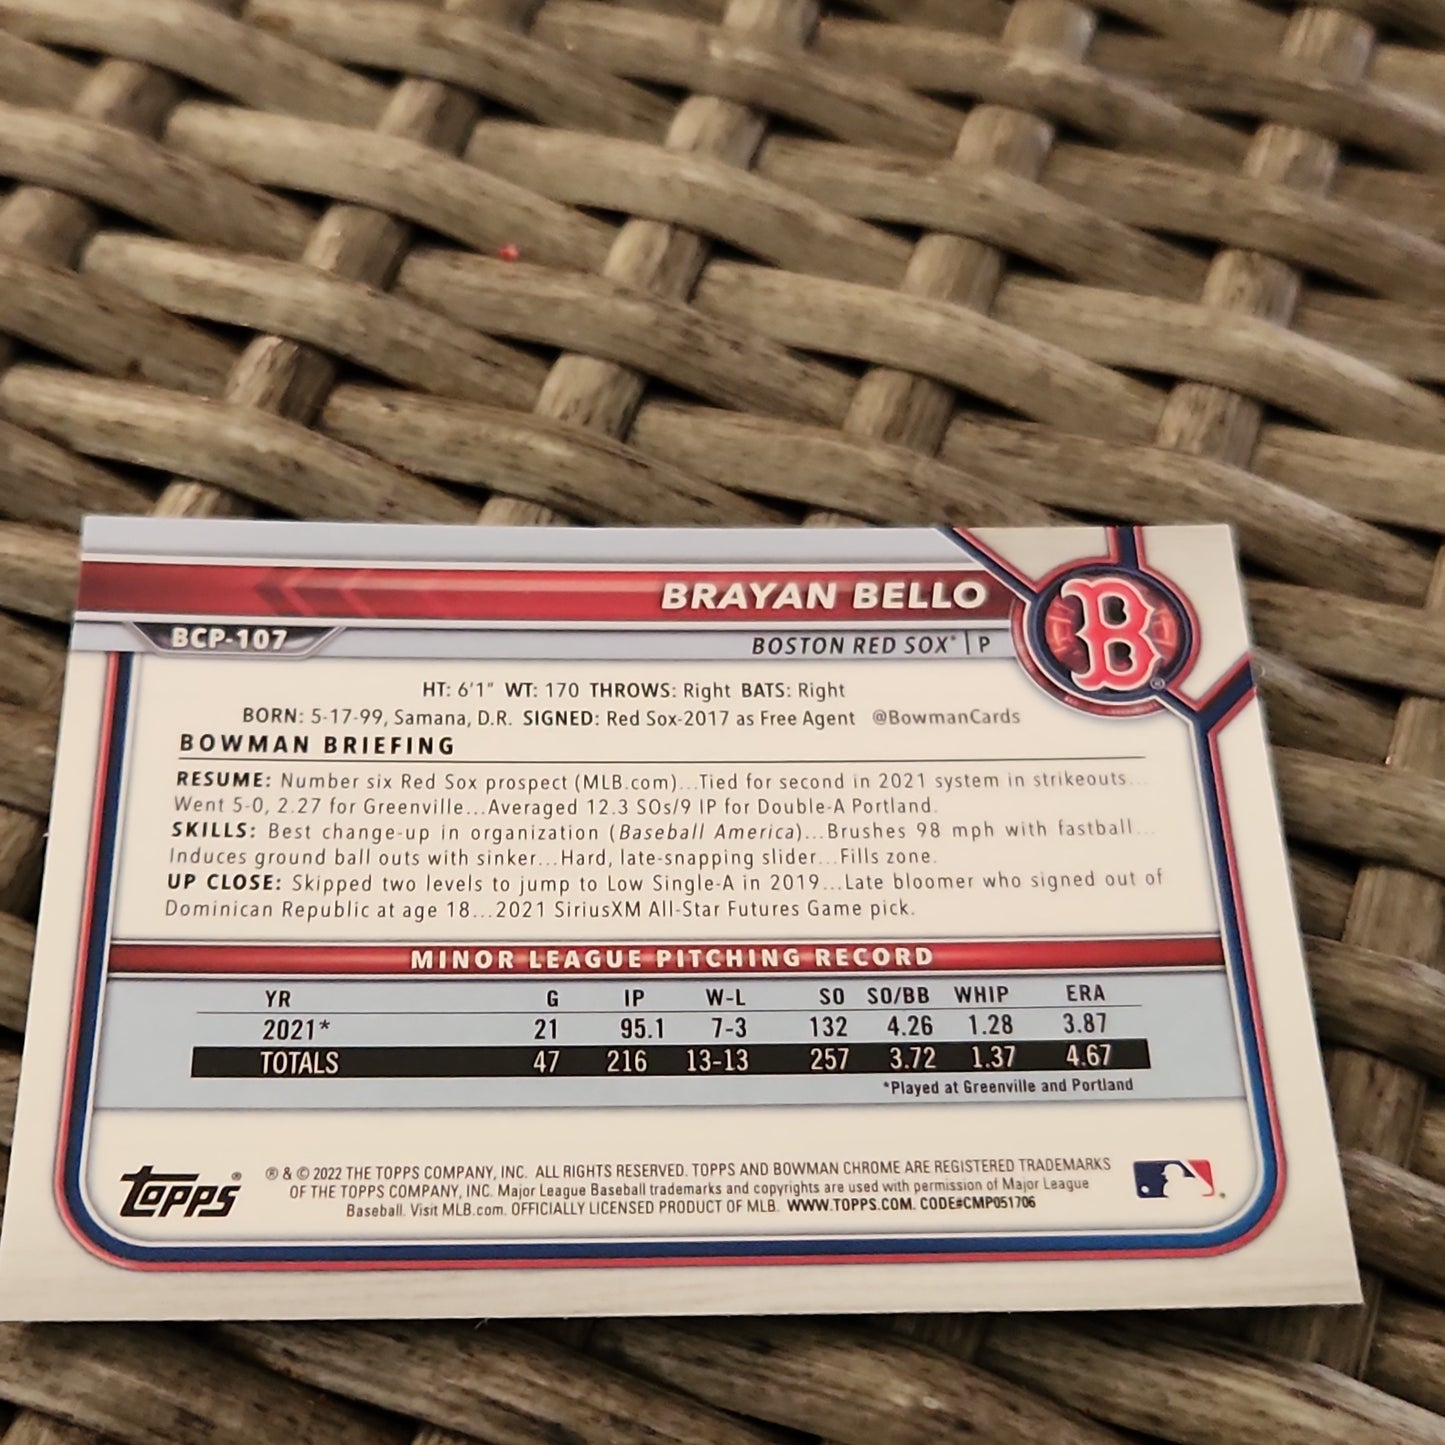 BRAYAN BELLO
BCP-107
BOSTON RED SOX® | P
B
HT: 6'1" WT: 170 THROWS: Right BATS: Right
BORN: 5-17-99, Samana, D.R. SIGNED: Red Sox-2017 as Free Agent @BowmanCards
BOWMAN BRIEFING
RESUME: Number six Red Sox prospect (MLB.com)...Tied for second in 2021 system in strikeouts...
Went 5-0, 2.27 for Greenville...Averaged 12.3 SOs/9 IP for Double-A Portland.
SKILLS: Best change-up in organization (Baseball America)...Brushes 98 mph with fastball...
Induces ground ball outs with sinker...Hard, late-snapping slider...Fills zone.
UP CLOSE: Skipped two levels to jump to Low Single-A in 2019...Late bloomer who signed out of
Dominican Republic at age 18...2021 SiriusXM All-Star Futures Game pick.
MINOR LEAGUE PITCHING RECORD
YR G IP W-L SO SO/BB WHIP ERA
2021* 21 95.1 7-3 132 4.26 1.28 3.87
TOTALS 47 216 13-13 257 3.72 1.37 4.67
*Played at Greenville and Portland
Topps®
® & © 2022 THE TOPPS COMPANY, INC. ALL RIGHTS RESERVED. TOPPS AND BOWMAN CHROME ARE REGISTERED TRADEMARKS
OF THE TOPPS COMPANY, INC. Major League Baseball trademarks and copyrights are used with permission of Major League
Baseball. Visit MLB.com. OFFICIALLY LICENSED PRODUCT OF MLB. WWW.TOPPS.COM. CODE#CMP051706